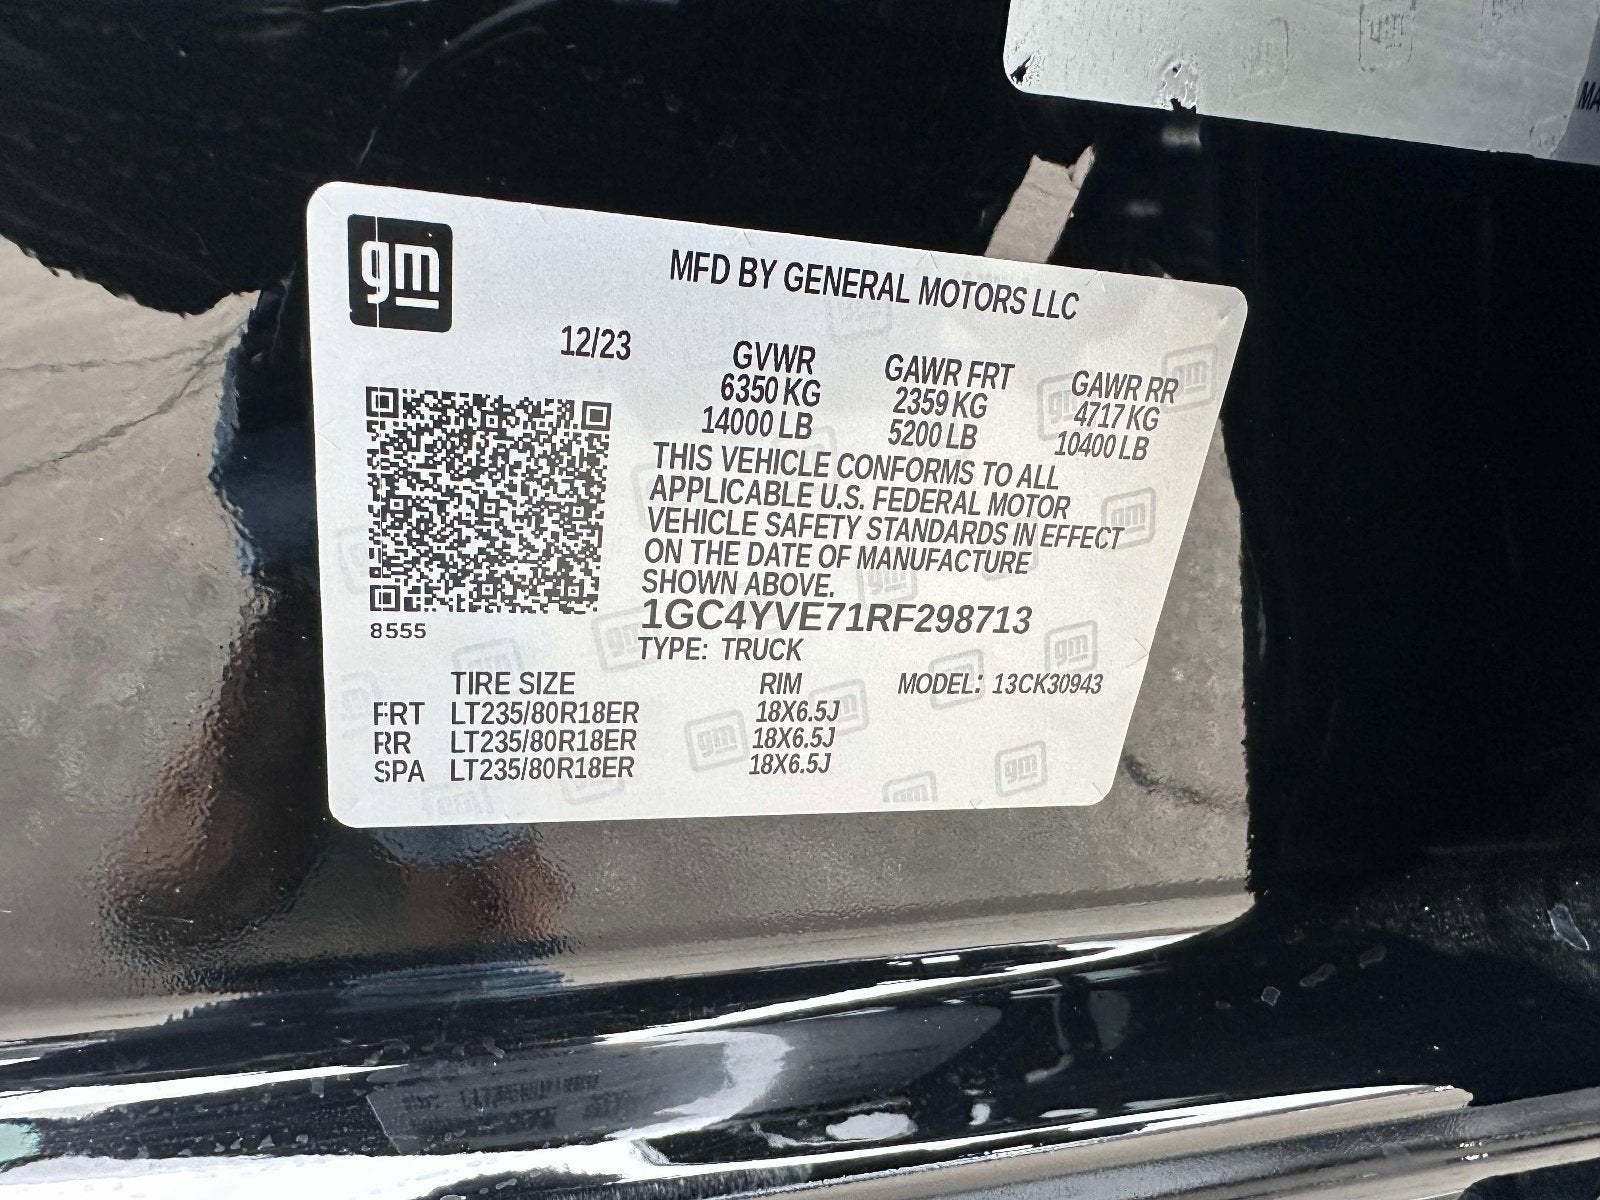 gm
MFD BY GENERAL MOTORS LLC
12/23
GVWR GAWR FRT GAWR RR
6350 KG 2359 KG 4717 KG
14000 LB 5200 LB 10400 LB
THIS VEHICLE CONFORMS TO ALL
APPLICABLE U.S. FEDERAL MOTOR
VEHICLE SAFETY STANDARDS IN EFFECT
ON THE DATE OF MANUFACTURE
SHOWN ABOVE.
8555
1GC4YVE71RF298713
TYPE: TRUCK
TIRE SIZE RIM MODEL: 13CK30943
FRT LT235/80R18ER 18X6.5J
RR LT235/80R18ER 18X6.5J
SPA LT235/80R18ER 18X6.5J